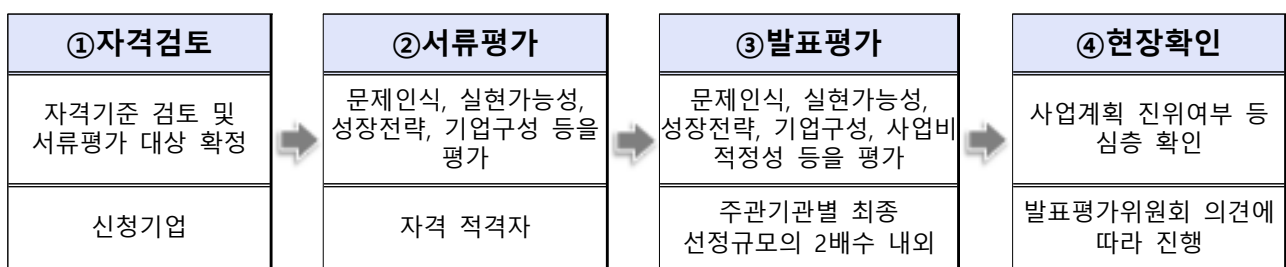 ①자격검토
자격기준 검토 및
서류평가 대상 확정
신청기업
②서류평가
문제인식, 실현가능성,
성장전략, 기업구성 등을
평가
자격 적격자
③발표평가
문제인식, 실현가능성,
성장전략, 기업구성, 사업비
적정성 등을 평가
주관기관별 최종
선정규모의 2배수 내외
④현장확인
사업계획 진위여부 등
심층 확인
발표평가위원회 의견에
따라 진행